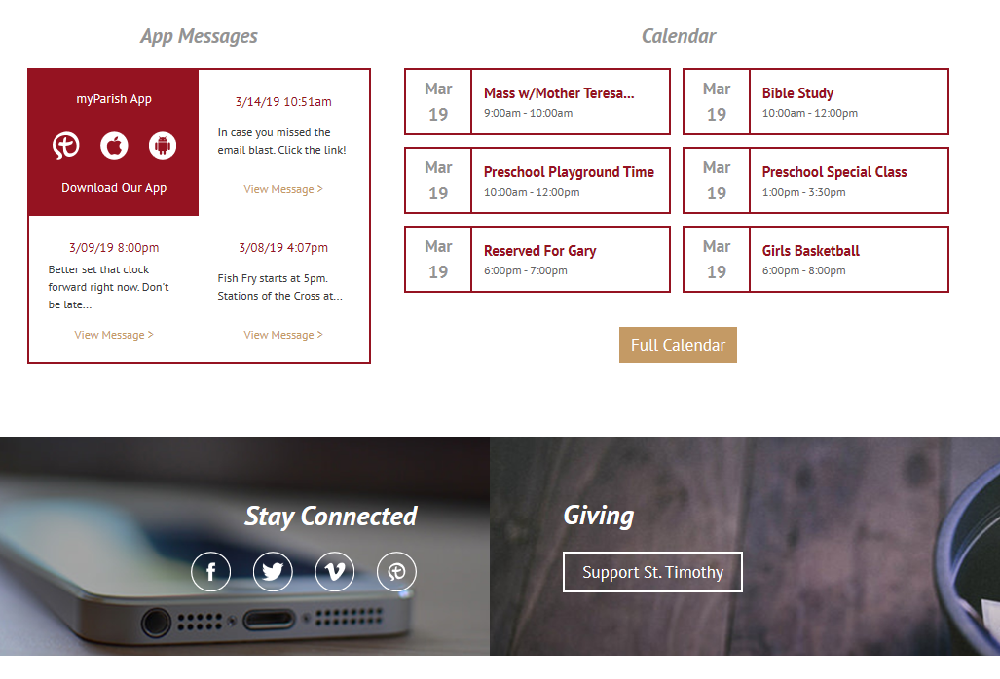 App Messages
myParish App
Download Our App
3/14/19 10:51am
In case you missed the
email blast. Click the link!
View Message >
3/09/19 8:00pm
Better set that clock
forward right now. Don't
be late...
View Message >
3/08/19 4:07pm
Fish Fry starts at 5pm.
Stations of the Cross at...
View Message >
Calendar
Mar
19
Mass w/Mother Teresa...
9:00am - 10:00am
Mar
19
Bible Study
10:00am - 12:00pm
Mar
19
Preschool Playground Time
10:00am - 12:00pm
Mar
19
Preschool Special Class
1:00pm - 3:30pm
Mar
19
Reserved For Gary
6:00pm - 7:00pm
Mar
19
Girls Basketball
6:00pm - 8:00pm
Full Calendar
Stay Connected
Giving
Support St. Timothy